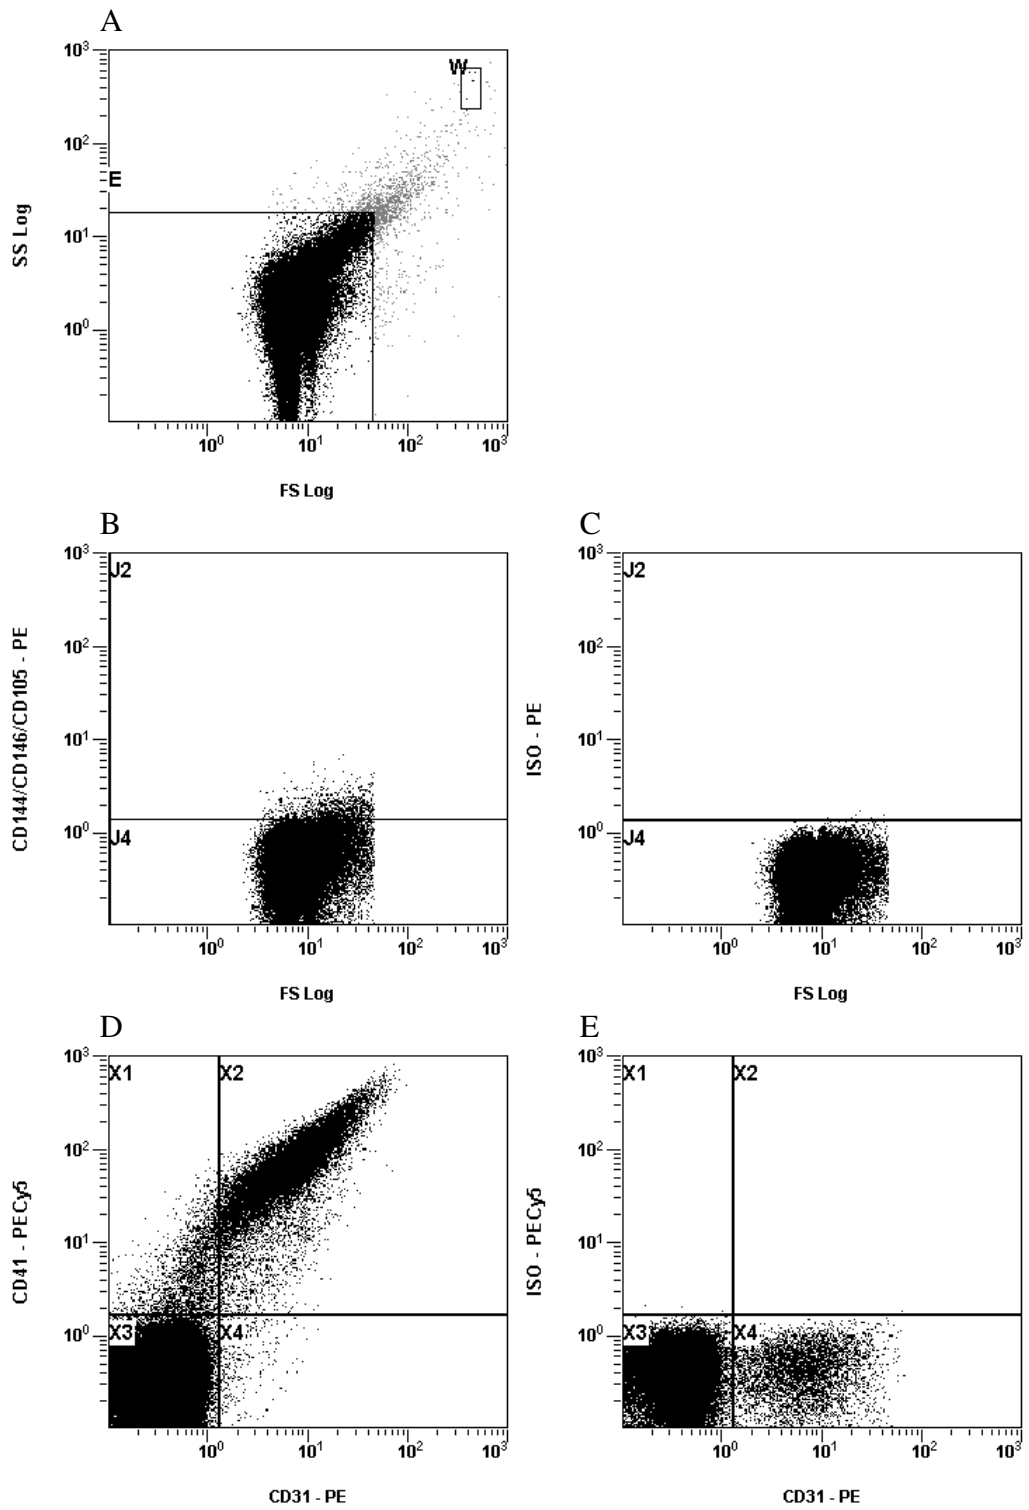 A
10³
W
10²
E
SS Log
10¹
10⁰
10⁰ 10¹ 10² 10³
FS Log
B C
10³ J2 10³ J2
10² 10²
CD144/CD146/CD105 - PE ISO - PE
10¹ 10¹
10⁰ J4 10⁰ J4
10⁰ 10¹ 10² 10³ 10⁰ 10¹ 10² 10³
FS Log FS Log
D E
10³ X1 X2 10³ X1 X2
10² 10²
CD41 - PECy5 ISO - PECy5
10¹ 10¹
10⁰ X3 X4 10⁰ X3 X4
10⁰ 10¹ 10² 10³ 10⁰ 10¹ 10² 10³
CD31 - PE CD31 - PE